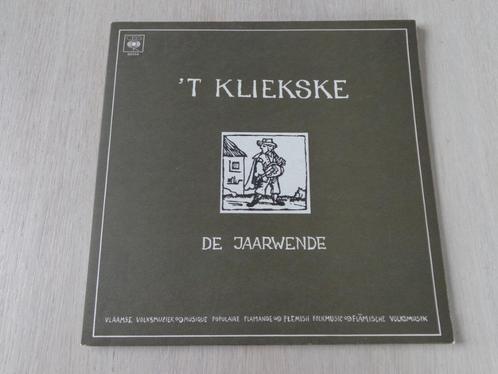 'T KLIEKSKE
DE JAARWENDE
VLAAMSE VOLKSMUZIEK MUSIQUE POPULAIRE FLAMANDE FLEMISH FOLKMUSIC FLÄMISCHE VOLKSMUSIK